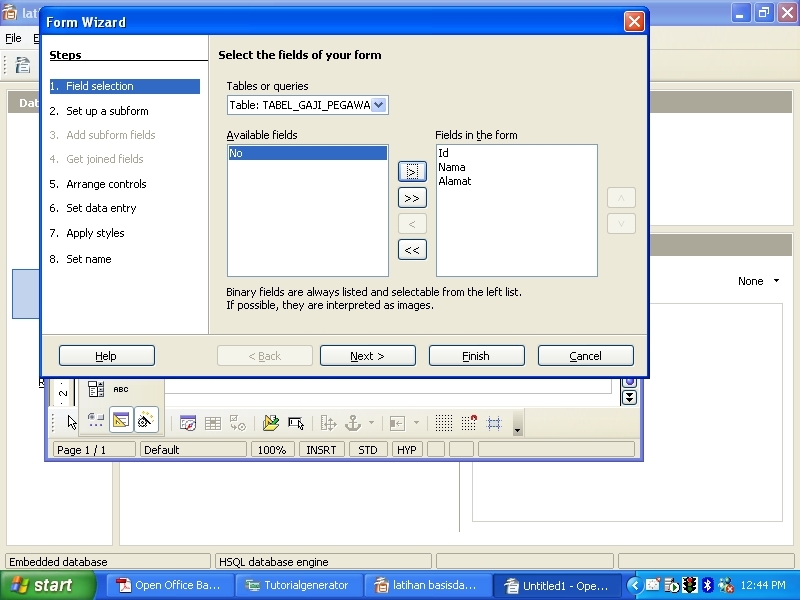 lat
Form Wizard
File
E
Steps
Select the fields of your form
1. Field selection
2. Set up a subform
3. Add subform fields
4. Get joined fields
5. Arrange controls
6. Set data entry
7. Apply styles
8. Set name
Tables or queries
Table: TABEL_GAJI_PEGAWA
Available fields
Fields in the form
No
Id
Nama
Alamat
>
>>
<
<<
^
v
Binary fields are always listed and selectable from the left list.
If possible, they are interpreted as images.
Help
< Back
Next >
Finish
Cancel
Dat
None
2
ABC
Page 1 / 1
Default
100%
INSRT
STD
HYP
Embedded database
HSQL database engine
start
Open Office Ba...
Tutorialgenerator
latihan basisda...
Untitled1 - Ope...
12:44 PM